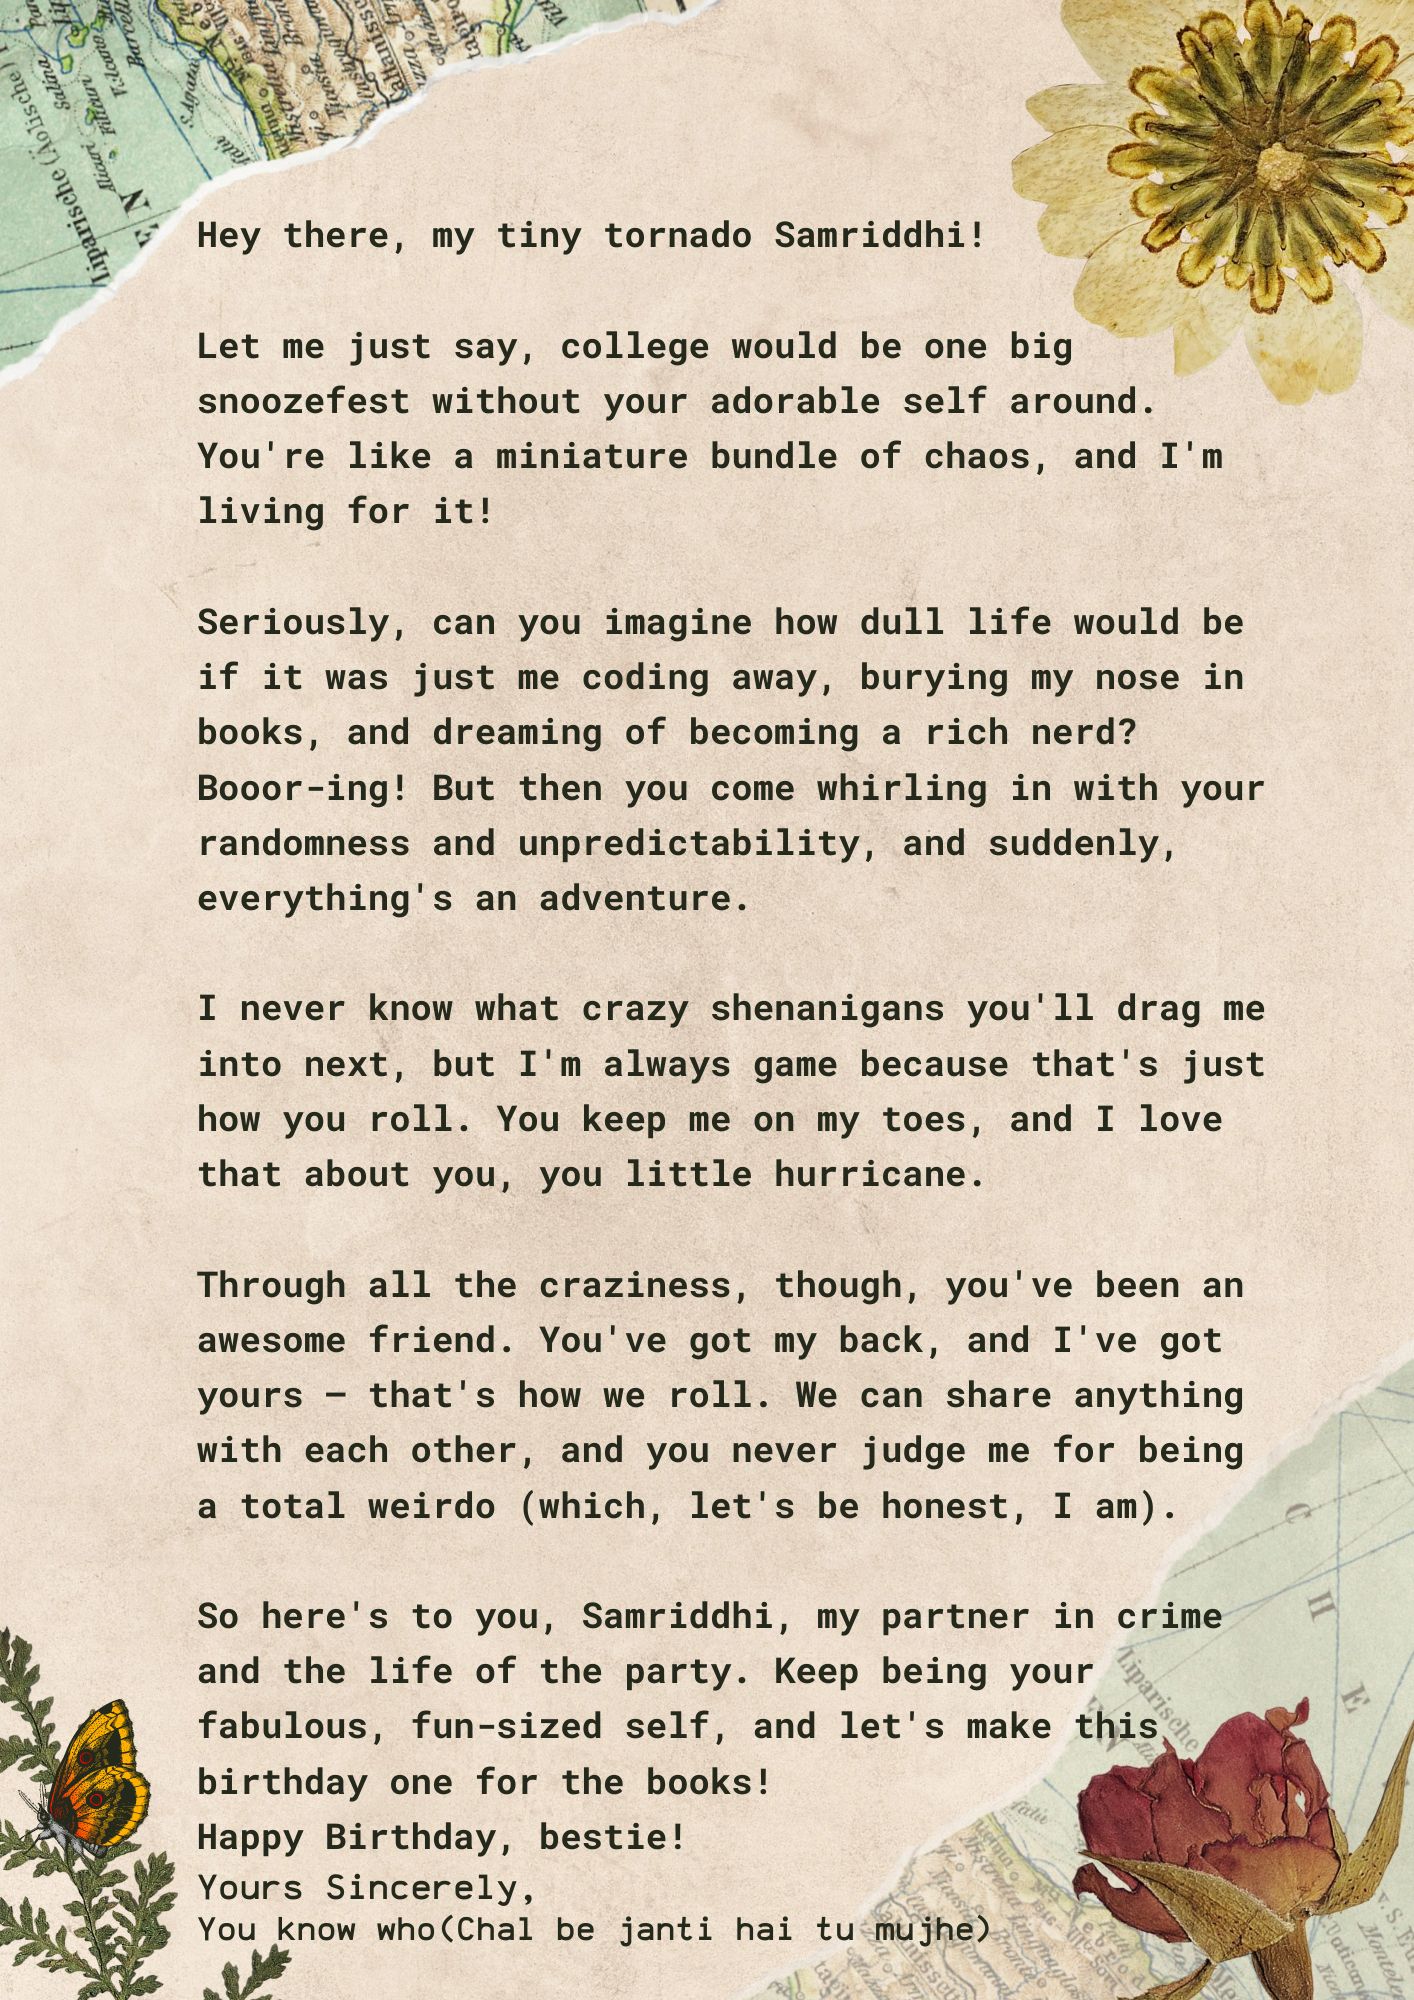 Hey there, my tiny tornado Samriddhi!
Let me just say, college would be one big
snoozefest without your adorable self around.
You're like a miniature bundle of chaos, and I'm
living for it!
Seriously, can you imagine how dull life would be
if it was just me coding away, burying my nose in
books, and dreaming of becoming a rich nerd?
Booor-ing! But then you come whirling in with your
randomness and unpredictability, and suddenly,
everything's an adventure.
I never know what crazy shenanigans you'll drag me
into next, but I'm always game because that's just
how you roll. You keep me on my toes, and I love
that about you, you little hurricane.
Through all the craziness, though, you've been an
awesome friend. You've got my back, and I've got
yours – that's how we roll. We can share anything
with each other, and you never judge me for being
a total weirdo (which, let's be honest, I am).
So here's to you, Samriddhi, my partner in crime
and the life of the party. Keep being your
fabulous, fun-sized self, and let's make this
birthday one for the books!
Happy Birthday, bestie!
Yours Sincerely,
You know who(Chal be janti hai tu mujhe)
Liparische (Äolische
Liparische
C H E